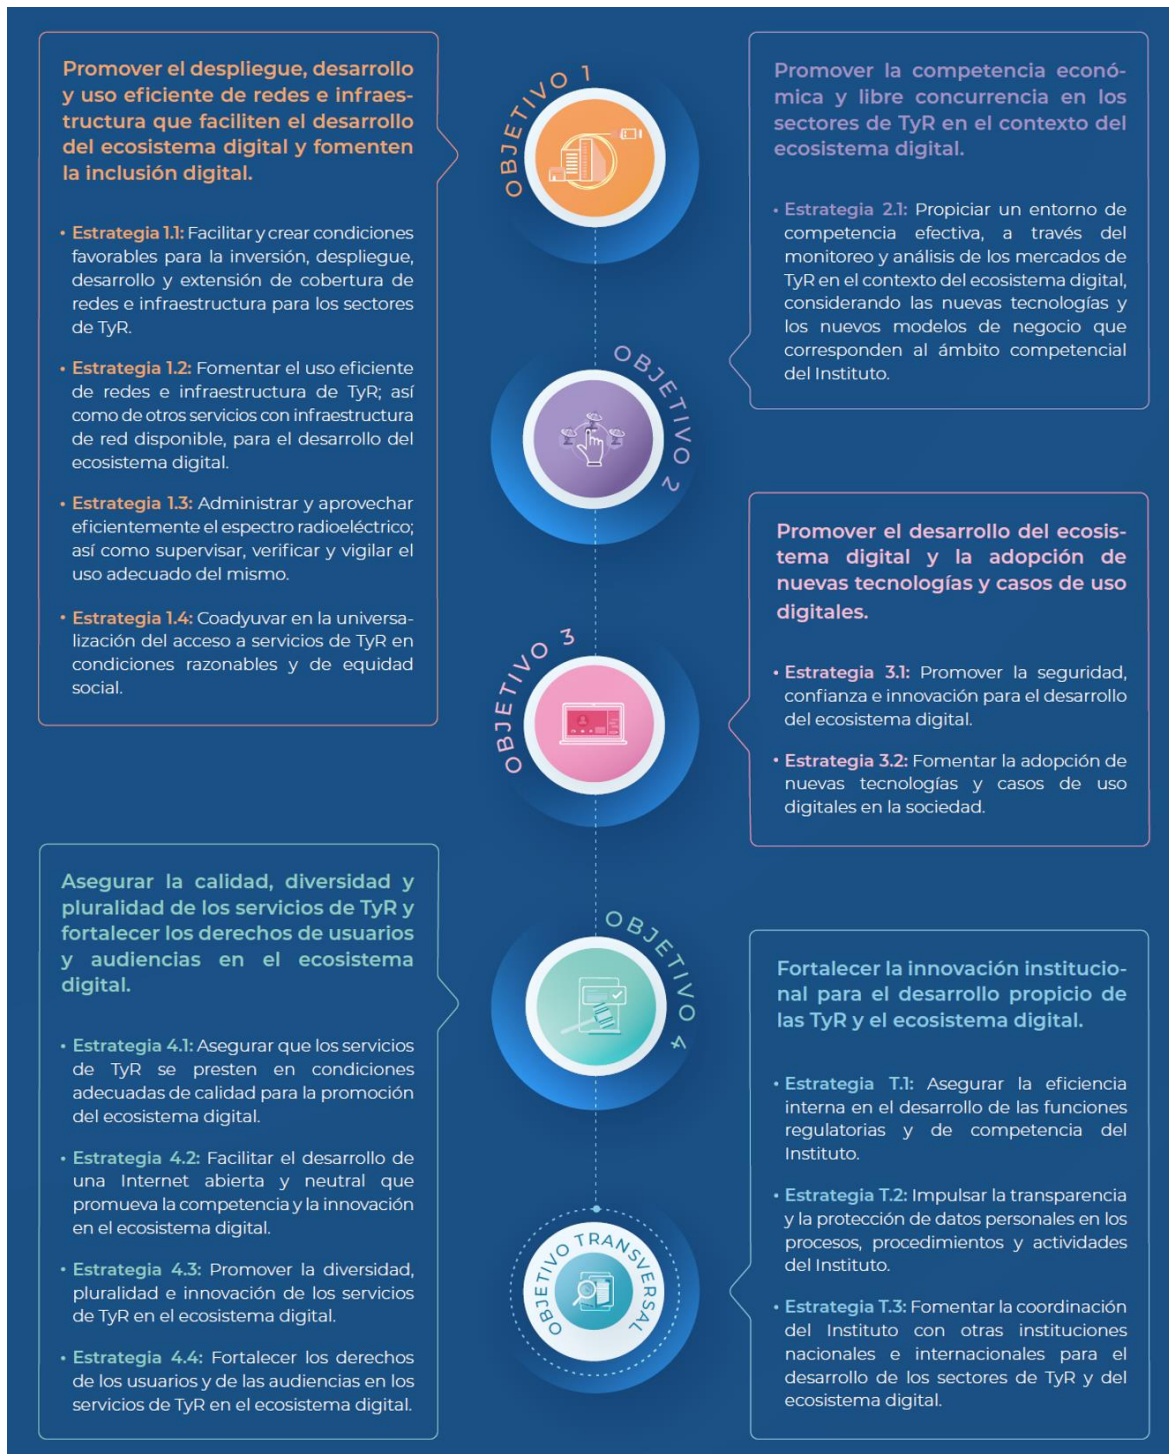 OBJETIVO 1
Promover el despliegue, desarrollo
y uso eficiente de redes e infraes-
tructura que faciliten el desarrollo
del ecosistema digital y fomenten
la inclusión digital.
• Estrategia 1.1: Facilitar y crear condiciones
favorables para la inversión, despliegue,
desarrollo y extensión de cobertura de
redes e infraestructura para los sectores
de TyR.
• Estrategia 1.2: Fomentar el uso eficiente
de redes e infraestructura de TyR; así
como de otros servicios con infraestructura
de red disponible, para el desarrollo del
ecosistema digital.
• Estrategia 1.3: Administrar y aprovechar
eficientemente el espectro radioeléctrico;
así como supervisar, verificar y vigilar el
uso adecuado del mismo.
• Estrategia 1.4: Coadyuvar en la universa-
lización del acceso a servicios de TyR en
condiciones razonables y de equidad
social.
OBJETIVO 2
Promover la competencia econó-
mica y libre concurrencia en los
sectores de TyR en el contexto del
ecosistema digital.
• Estrategia 2.1: Propiciar un entorno de
competencia efectiva, a través del
monitoreo y análisis de los mercados de
TyR en el contexto del ecosistema digital,
considerando las nuevas tecnologías y
los nuevos modelos de negocio que
corresponden al ámbito competencial
del Instituto.
OBJETIVO 3
Promover el desarrollo del ecosis-
tema digital y la adopción de
nuevas tecnologías y casos de uso
digitales.
• Estrategia 3.1: Promover la seguridad,
confianza e innovación para el desarrollo
del ecosistema digital.
• Estrategia 3.2: Fomentar la adopción de
nuevas tecnologías y casos de uso
digitales en la sociedad.
OBJETIVO 4
Asegurar la calidad, diversidad y
pluralidad de los servicios de TyR y
fortalecer los derechos de usuarios
y audiencias en el ecosistema
digital.
• Estrategia 4.1: Asegurar que los servicios
de TyR se presten en condiciones
adecuadas de calidad para la promoción
del ecosistema digital.
• Estrategia 4.2: Facilitar el desarrollo de
una Internet abierta y neutral que
promueva la competencia y la innovación
en el ecosistema digital.
• Estrategia 4.3: Promover la diversidad,
pluralidad e innovación de los servicios
de TyR en el ecosistema digital.
• Estrategia 4.4: Fortalecer los derechos
de los usuarios y de las audiencias en los
servicios de TyR en el ecosistema digital.
OBJETIVO TRANSVERSAL
Fortalecer la innovación institucio-
nal para el desarrollo propicio de
las TyR y el ecosistema digital.
• Estrategia T.1: Asegurar la eficiencia
interna en el desarrollo de las funciones
regulatorias y de competencia del
Instituto.
• Estrategia T.2: Impulsar la transparencia
y la protección de datos personales en los
procesos, procedimientos y actividades
del Instituto.
• Estrategia T.3: Fomentar la coordinación
del Instituto con otras instituciones
nacionales e internacionales para el
desarrollo de los sectores de TyR y del
ecosistema digital.